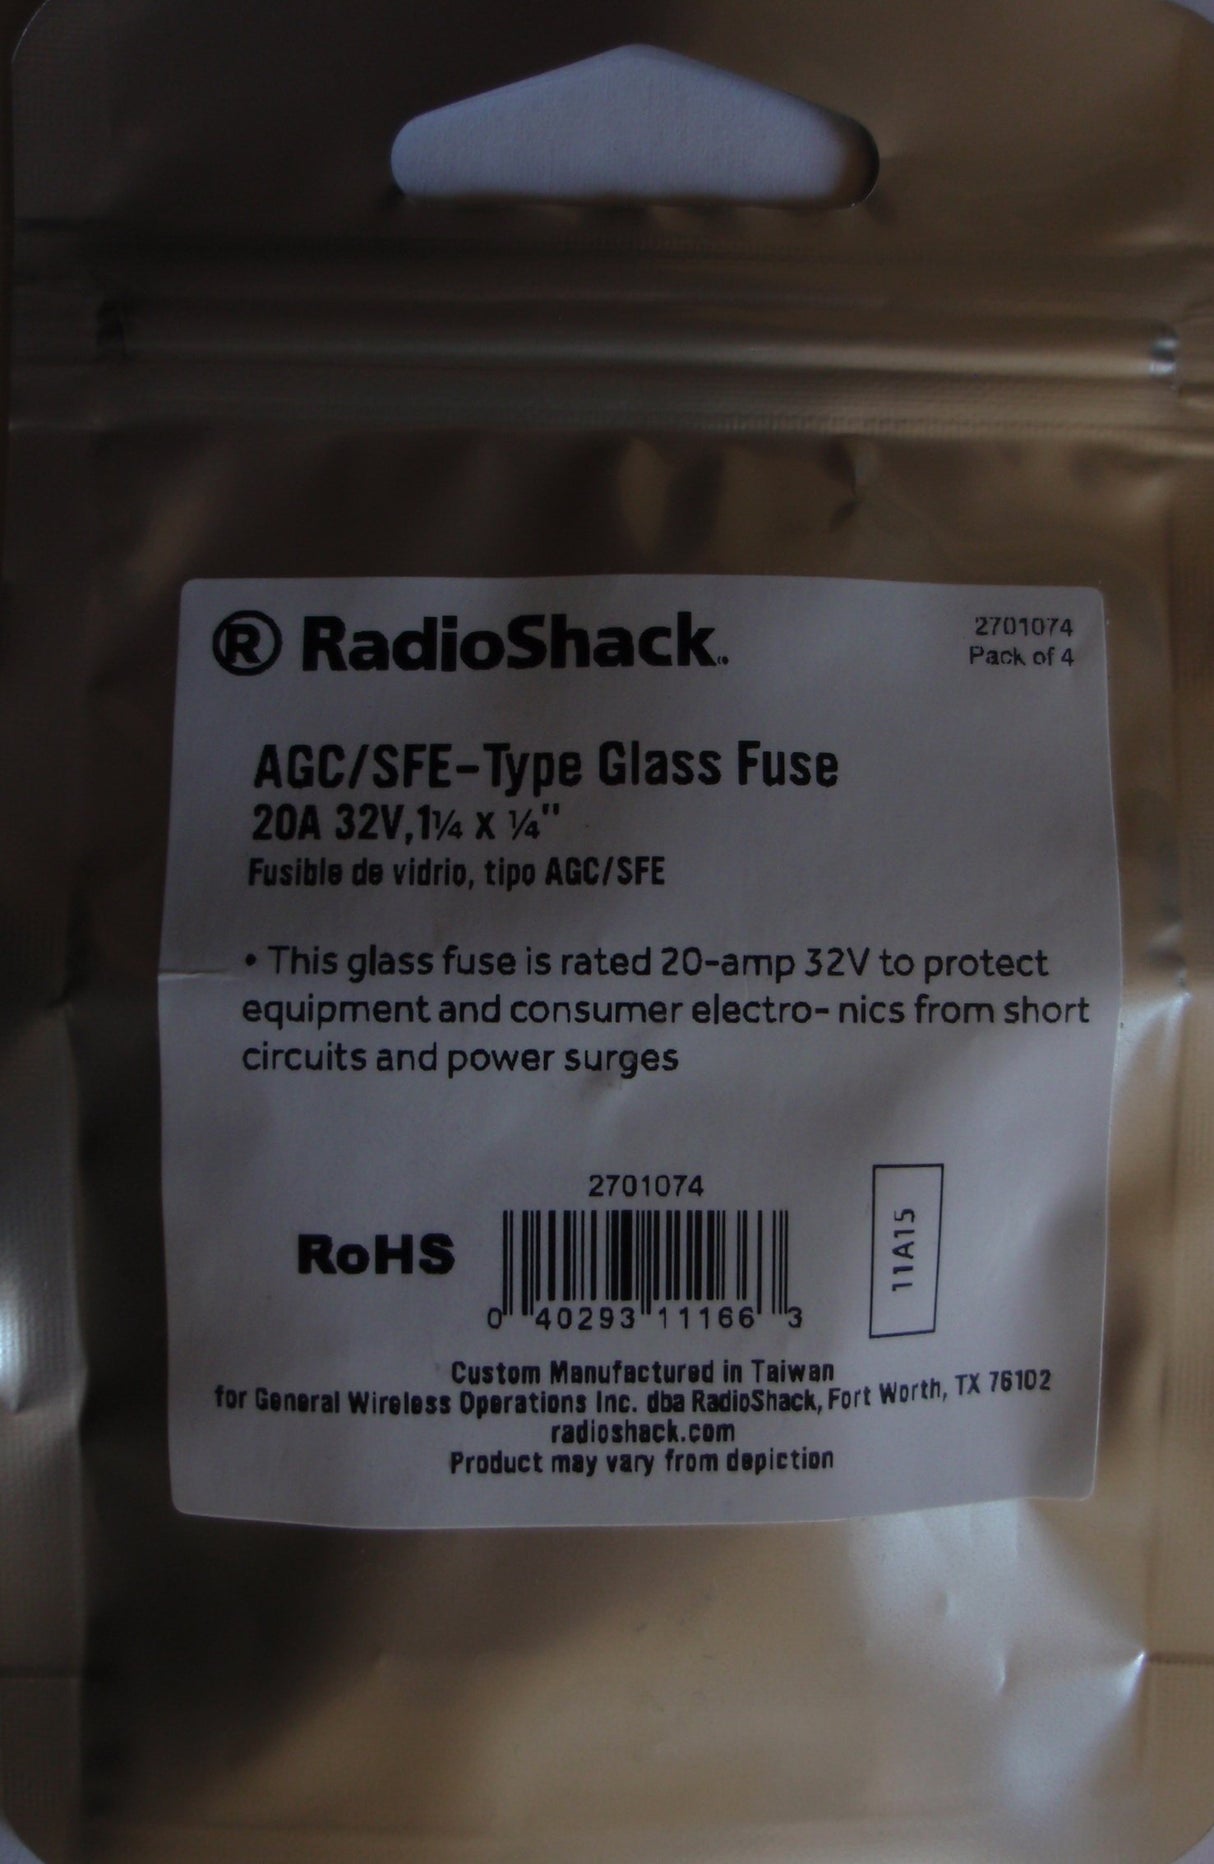 ® RadioShack.
2701074
Pack of 4
AGC/SFE-Type Glass Fuse
20A 32V,1¼ x ¼"
Fusible de vidrio, tipo AGC/SFE
• This glass fuse is rated 20-amp 32V to protect
equipment and consumer electro- nics from short
circuits and power surges
2701074
RoHS
0 40293 11166 3
11A15
Custom Manufactured in Taiwan
for General Wireless Operations Inc. dba RadioShack, Fort Worth, TX 76102
radioshack.com
Product may vary from depiction